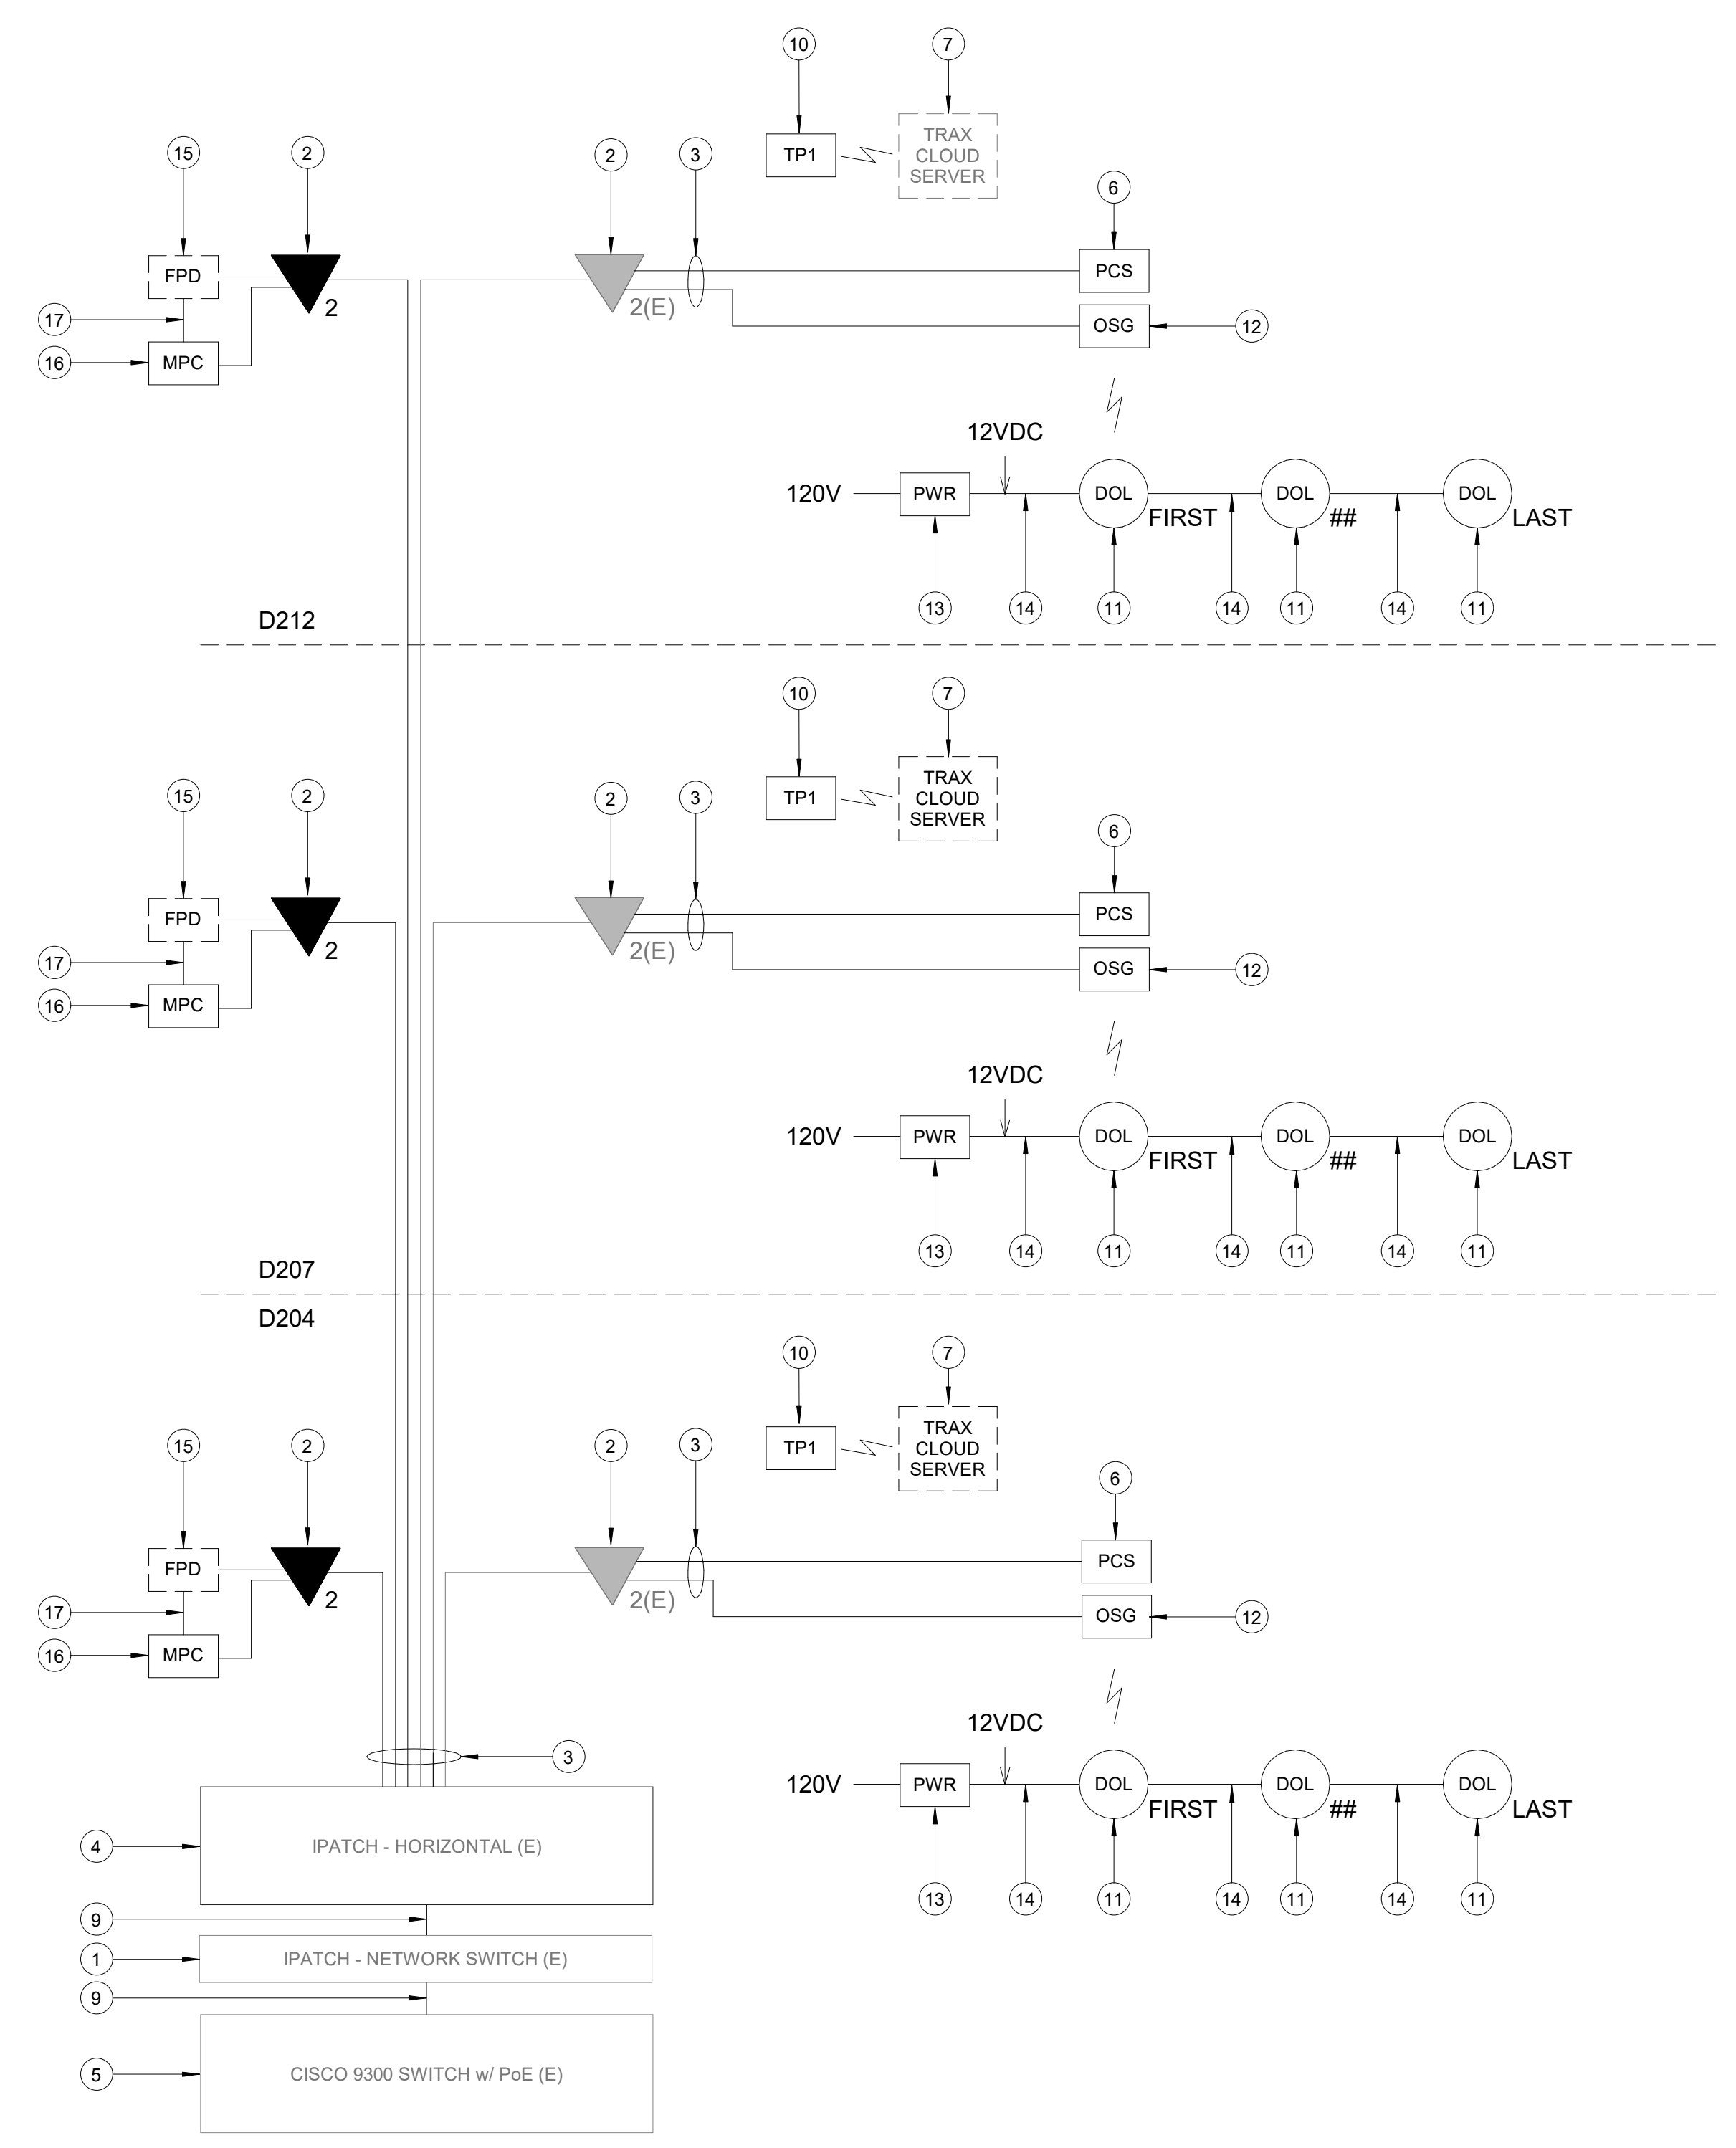 10
7
TRAX
CLOUD
SERVER
TP1
15
2
2
3
6
FPD
PCS
2
2(E)
17
OSG
12
16
MPC
12VDC
120V
PWR
DOL
DOL
DOL
FIRST
##
LAST
13
14
11
14
11
14
11
D212
10
7
TRAX
CLOUD
SERVER
TP1
15
2
2
3
6
FPD
PCS
2
2(E)
17
OSG
12
16
MPC
12VDC
120V
PWR
DOL
DOL
DOL
FIRST
##
LAST
13
14
11
14
11
14
11
D207
D204
10
7
TRAX
CLOUD
SERVER
TP1
15
2
2
3
6
FPD
PCS
2
2(E)
17
OSG
12
16
MPC
12VDC
3
120V
PWR
DOL
DOL
DOL
FIRST
##
LAST
13
14
11
14
11
14
11
4
IPATCH - HORIZONTAL (E)
9
1
IPATCH - NETWORK SWITCH (E)
9
5
CISCO 9300 SWITCH w/ PoE (E)